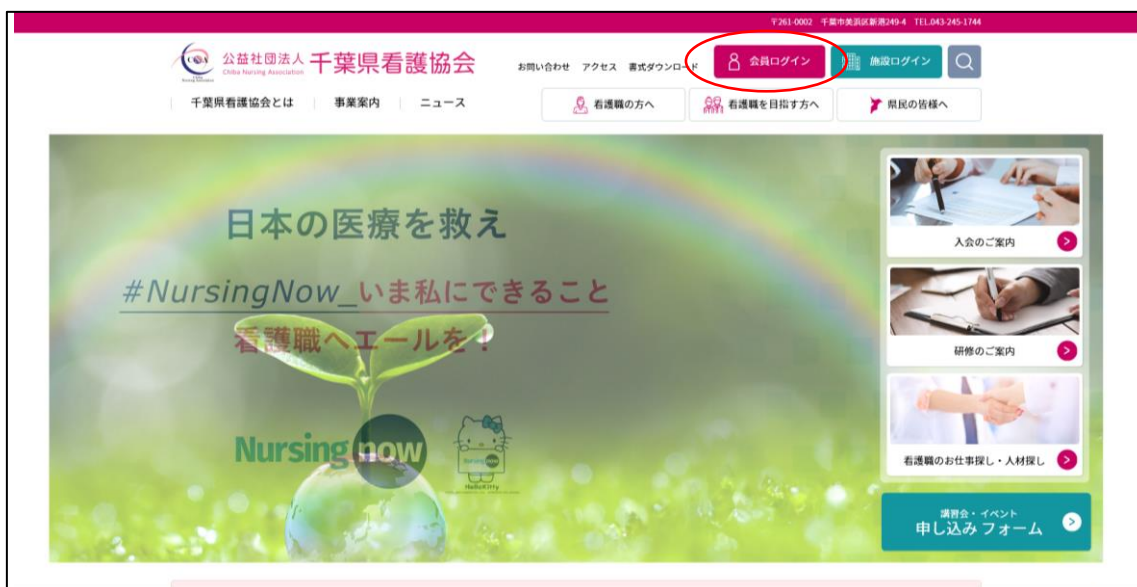 〒261-0002 千葉市美浜区新港249-4 TEL.043-245-1744
公益社団法人 千葉県看護協会
Chiba Nursing Association
お問い合わせ アクセス 書式ダウンロード 会員ログイン 施設ログイン
千葉県看護協会とは 事業案内 ニュース 看護職の方へ 看護職を目指す方へ 県民の皆様へ
日本の医療を救え
#NursingNow_いま私にできること
看護職へエールを！
Nursing now
HelloKitty
入会のご案内
研修のご案内
看護職のお仕事探し・人材探し
講習会・イベント
申し込みフォーム